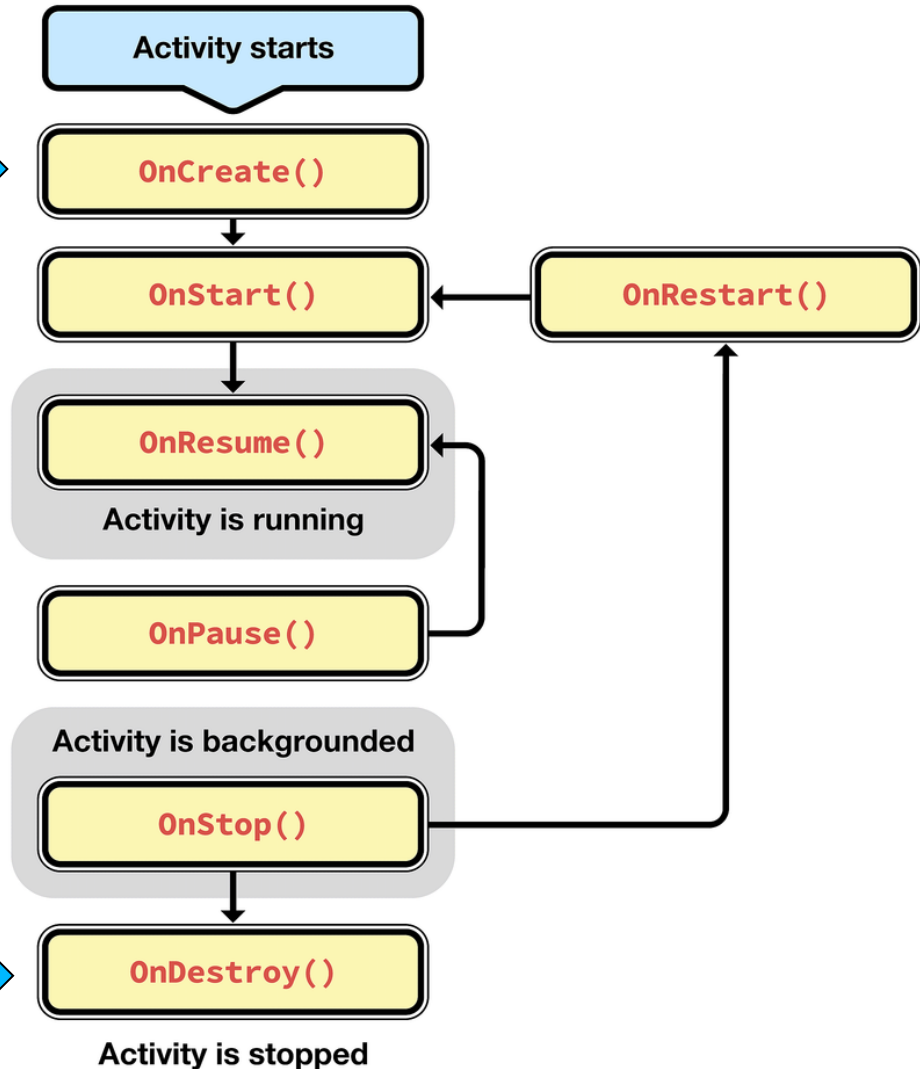 Activity starts
OnCreate()
OnStart()
OnRestart()
OnResume()
Activity is running
OnPause()
Activity is backgrounded
OnStop()
OnDestroy()
Activity is stopped